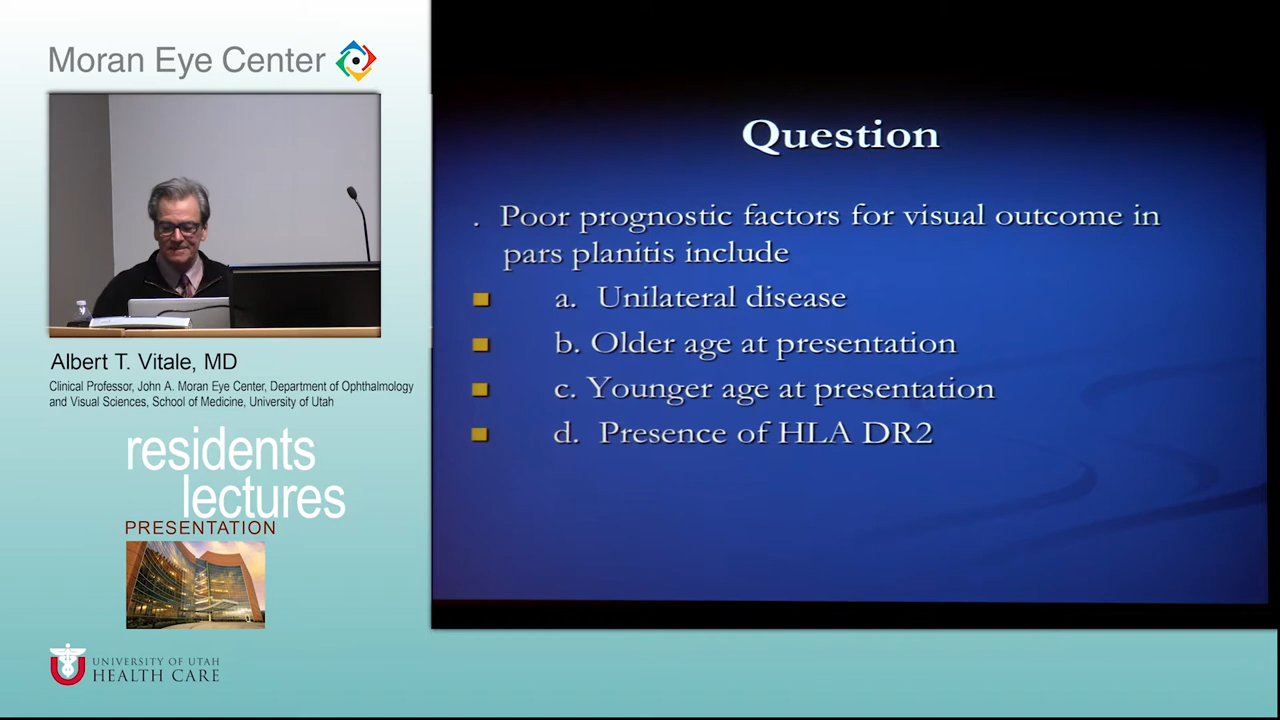 Moran Eye Center
Albert T. Vitale, MD
Clinical Professor, John A. Moran Eye Center, Department of Ophthalmology
and Visual Sciences, School of Medicine, University of Utah
residents
lectures
PRESENTATION
UNIVERSITY OF UTAH
HEALTH CARE
Question
. Poor prognostic factors for visual outcome in
pars planitis include
a. Unilateral disease
b. Older age at presentation
c. Younger age at presentation
d. Presence of HLA DR2